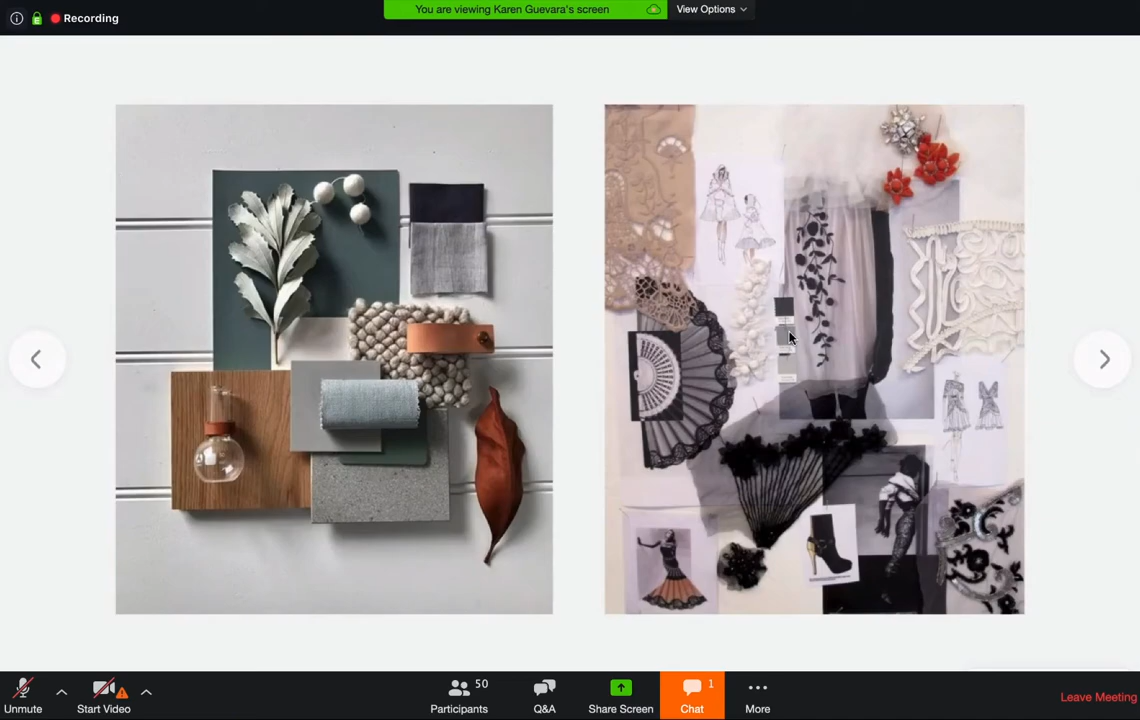 Recording
You are viewing Karen Guevara's screen
View Options
Unmute
Start Video
Participants
50
Q&A
Share Screen
Chat
1
More
Leave Meeting